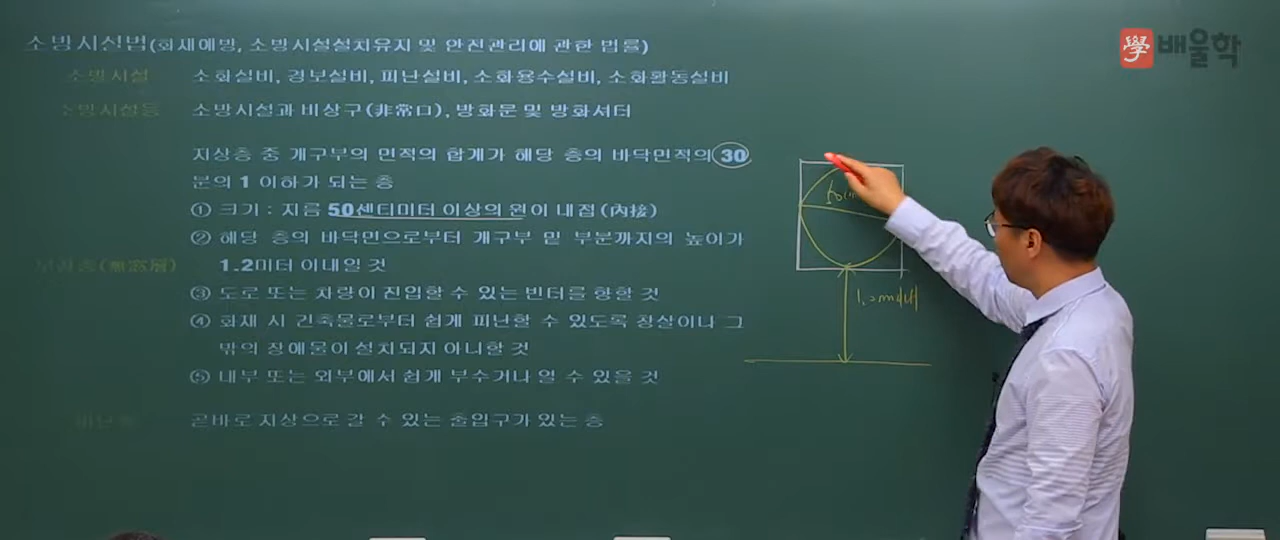 소방시설법(화재예방, 소방시설설치유지 및 안전관리에 관한 법률)
學 배울학
소방시설 소화설비, 경보설비, 피난설비, 소화용수설비, 소화활동설비
소방시설등 소방시설과 비상구(非常口), 방화문 및 방화셔터
지상층 중 개구부의 면적의 합계가 해당 층의 바닥면적의 30
분의 1 이하가 되는 층
① 크기 : 지름 50센티미터 이상의 원이 내접(內接)
② 해당 층의 바닥면으로부터 개구부 밑 부분까지의 높이가
무창층(無窓層) 1.2미터 이내일 것
③ 도로 또는 차량이 진입할 수 있는 빈터를 향할 것
④ 화재 시 건축물로부터 쉽게 피난할 수 있도록 창살이나 그
밖의 장애물이 설치되지 아니할 것
⑤ 내부 또는 외부에서 쉽게 부수거나 열 수 있을 것
피난층 곧바로 지상으로 갈 수 있는 출입구가 있는 층
1.2m이내